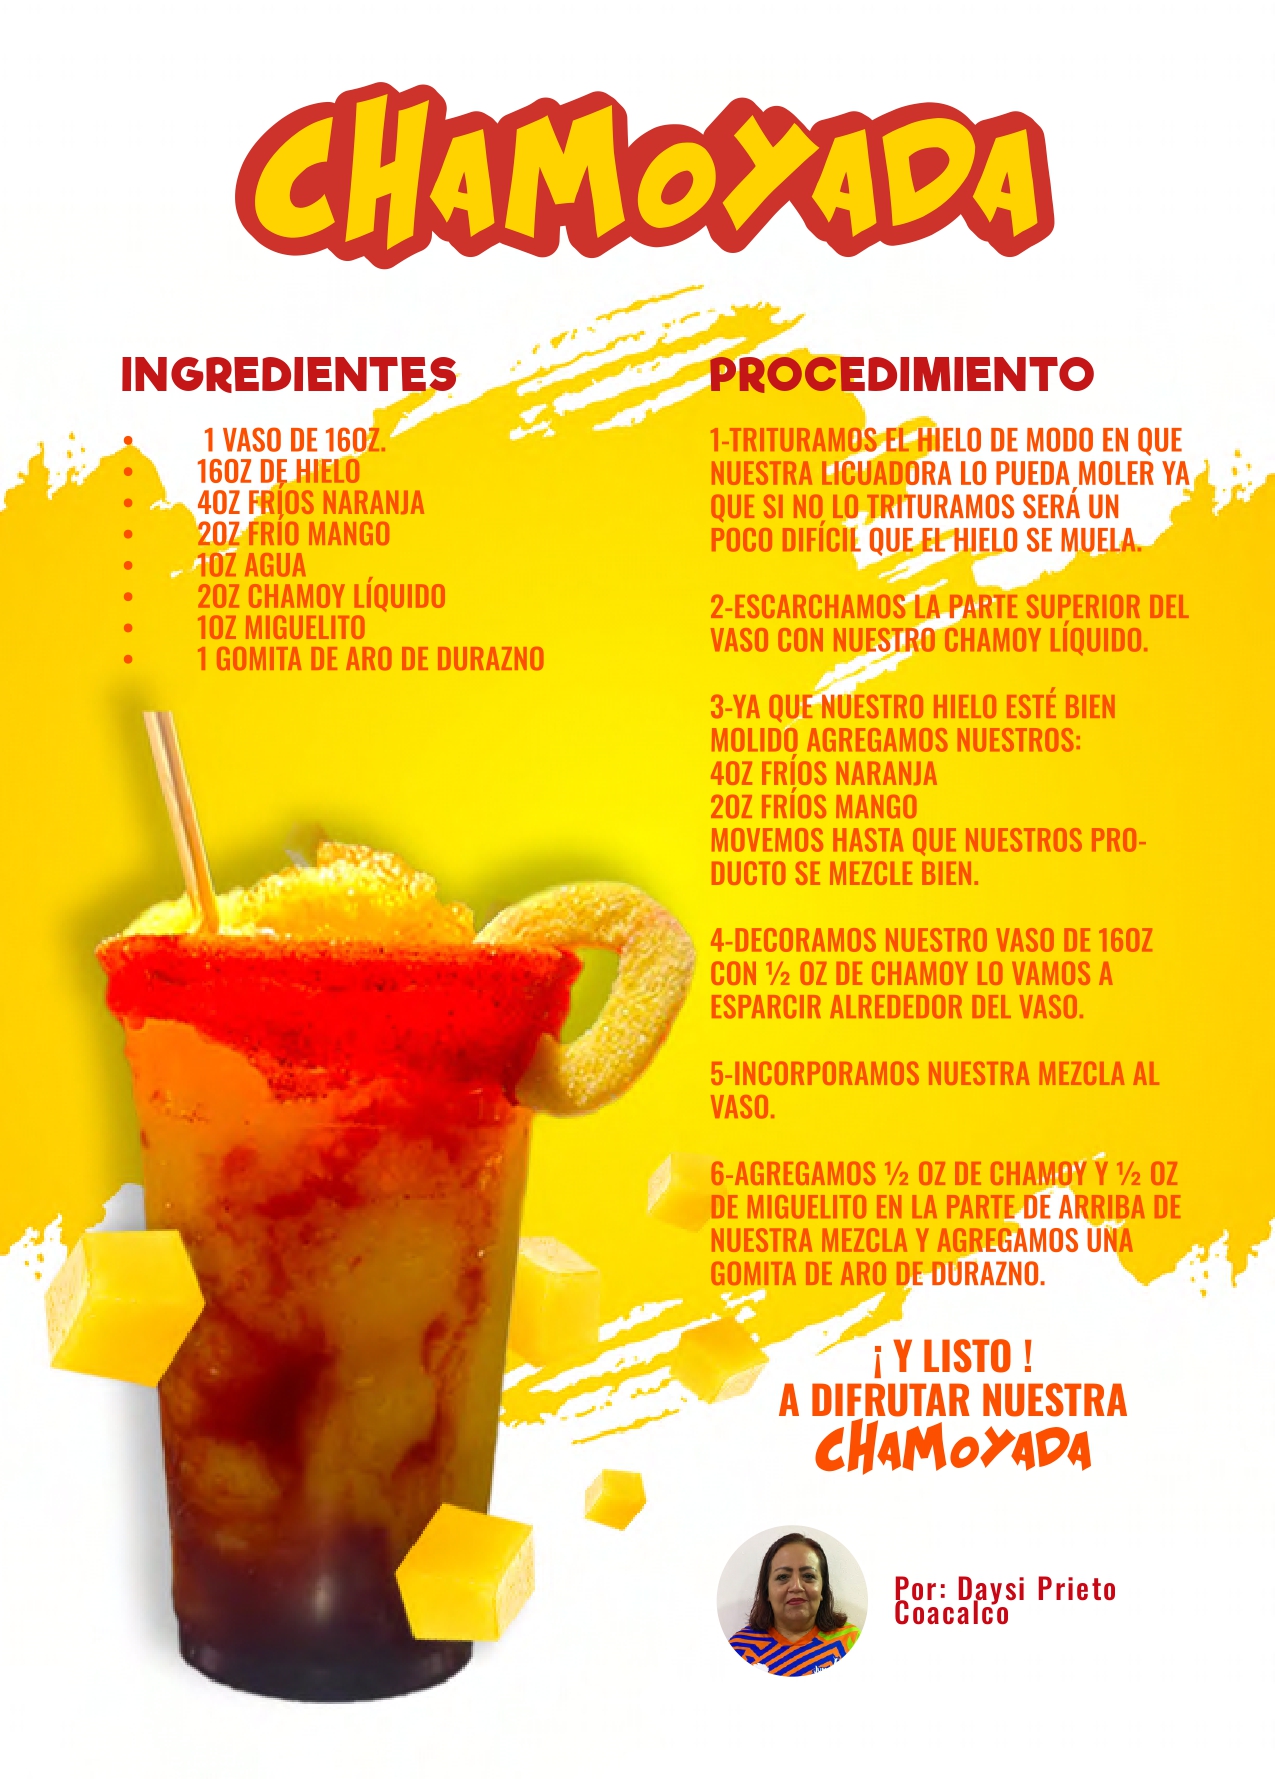 CHAMOYADA
INGREDIENTES
• 1 VASO DE 16OZ.
• 16OZ DE HIELO
• 4OZ FRÍOS NARANJA
• 2OZ FRÍO MANGO
• 1OZ AGUA
• 2OZ CHAMOY LÍQUIDO
• 1OZ MIGUELITO
• 1 GOMITA DE ARO DE DURAZNO
PROCEDIMIENTO
1-TRITURAMOS EL HIELO DE MODO EN QUE
NUESTRA LICUADORA LO PUEDA MOLER YA
QUE SI NO LO TRITURAMOS SERÁ UN
POCO DIFÍCIL QUE EL HIELO SE MUELA.
2-ESCARCHAMOS LA PARTE SUPERIOR DEL
VASO CON NUESTRO CHAMOY LÍQUIDO.
3-YA QUE NUESTRO HIELO ESTÉ BIEN
MOLIDO AGREGAMOS NUESTROS:
4OZ FRÍOS NARANJA
2OZ FRÍOS MANGO
MOVEMOS HASTA QUE NUESTROS PRO-
DUCTO SE MEZCLE BIEN.
4-DECORAMOS NUESTRO VASO DE 16OZ
CON ½ OZ DE CHAMOY LO VAMOS A
ESPARCIR ALREDEDOR DEL VASO.
5-INCORPORAMOS NUESTRA MEZCLA AL
VASO.
6-AGREGAMOS ½ OZ DE CHAMOY Y ½ OZ
DE MIGUELITO EN LA PARTE DE ARRIBA DE
NUESTRA MEZCLA Y AGREGAMOS UNA
GOMITA DE ARO DE DURAZNO.
¡ Y LISTO !
A DIFRUTAR NUESTRA
CHAMOYADA
Por: Daysi Prieto
Coacalco